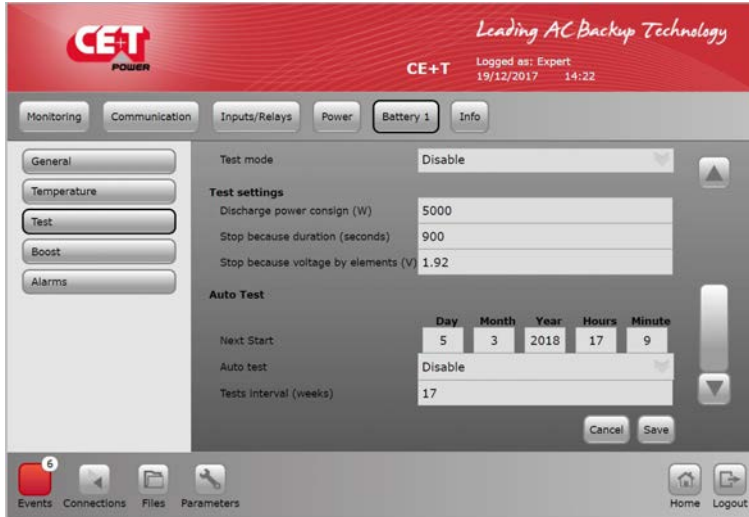 CE+T
POWER
Leading AC Backup Technology
CE+T
Logged as: Expert
19/12/2017 14:22
Monitoring Communication Inputs/Relays Power Battery 1 Info
General
Temperature
Test
Boost
Alarms
Test mode Disable
Test settings
Discharge power consign (W) 5000
Stop because duration (seconds) 900
Stop because voltage by elements (V) 1.92
Auto Test
Day Month Year Hours Minute
Next Start 5 3 2018 17 9
Auto test Disable
Tests interval (weeks) 17
Cancel Save
6
Events Connections Files Parameters Home Logout